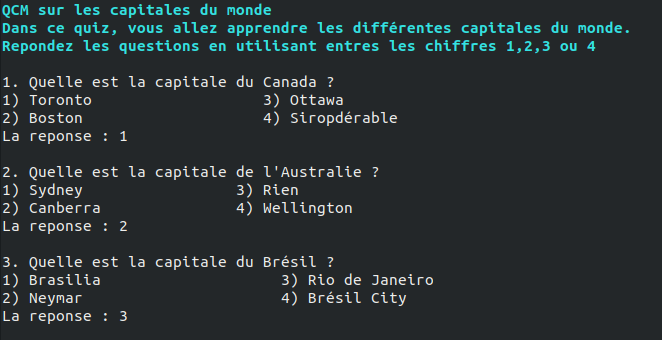 QCM sur les capitales du monde
Dans ce quiz, vous allez apprendre les différentes capitales du monde.
Repondez les questions en utilisant entres les chiffres 1,2,3 ou 4
1. Quelle est la capitale du Canada ?
1) Toronto 3) Ottawa
2) Boston 4) Siropdérable
La reponse : 1
2. Quelle est la capitale de l'Australie ?
1) Sydney 3) Rien
2) Canberra 4) Wellington
La reponse : 2
3. Quelle est la capitale du Brésil ?
1) Brasilia 3) Rio de Janeiro
2) Neymar 4) Brésil City
La reponse : 3